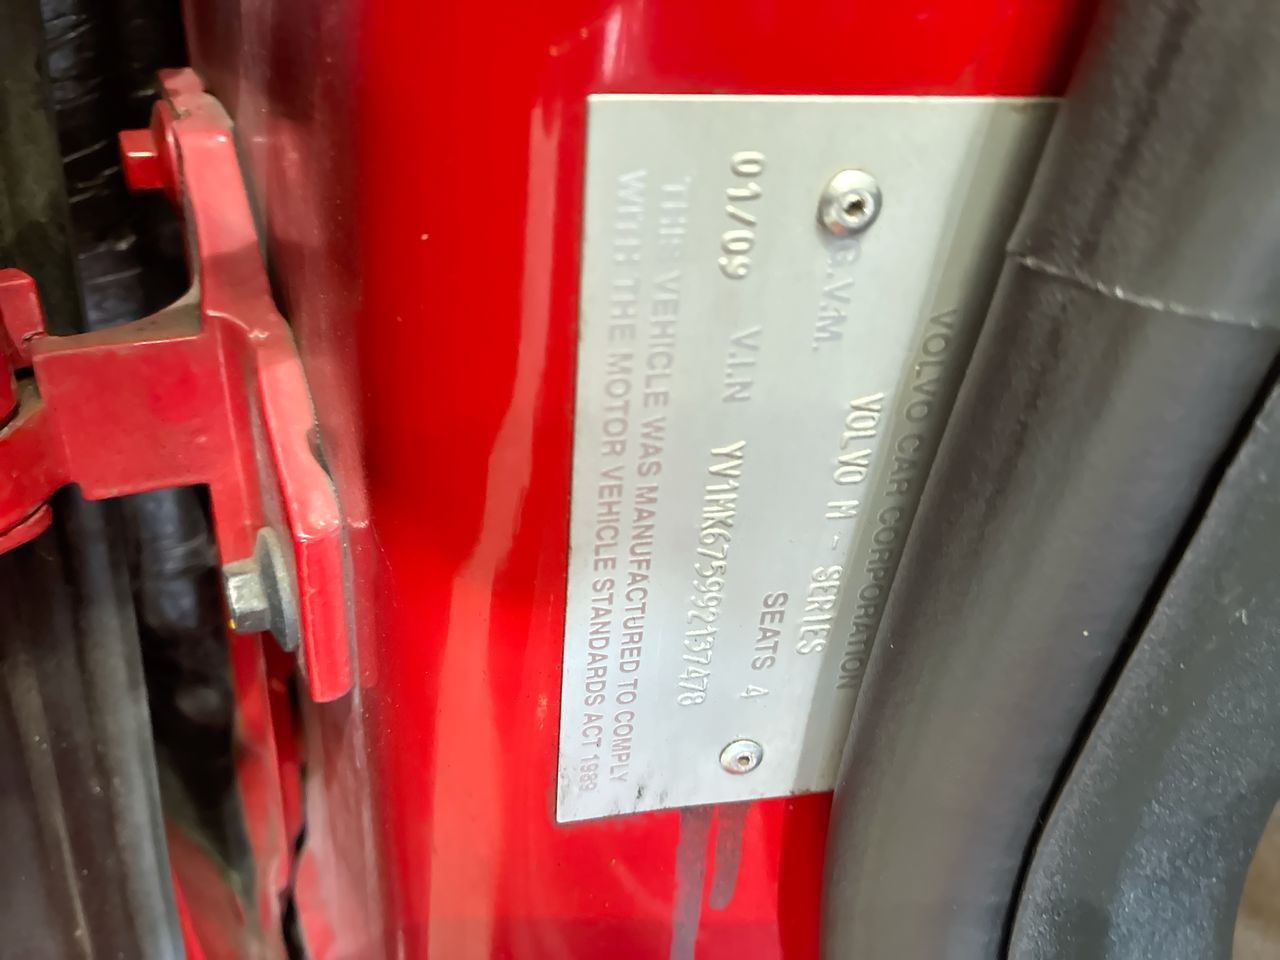 VOLVO CAR CORPORATION
VOLVO M - SERIES
G.V.M. SEATS 4
01/09 V.I.N YV1MK675992137478
THE VEHICLE WAS MANUFACTURED TO COMPLY
WITH THE MOTOR VEHICLE STANDARDS ACT 1989